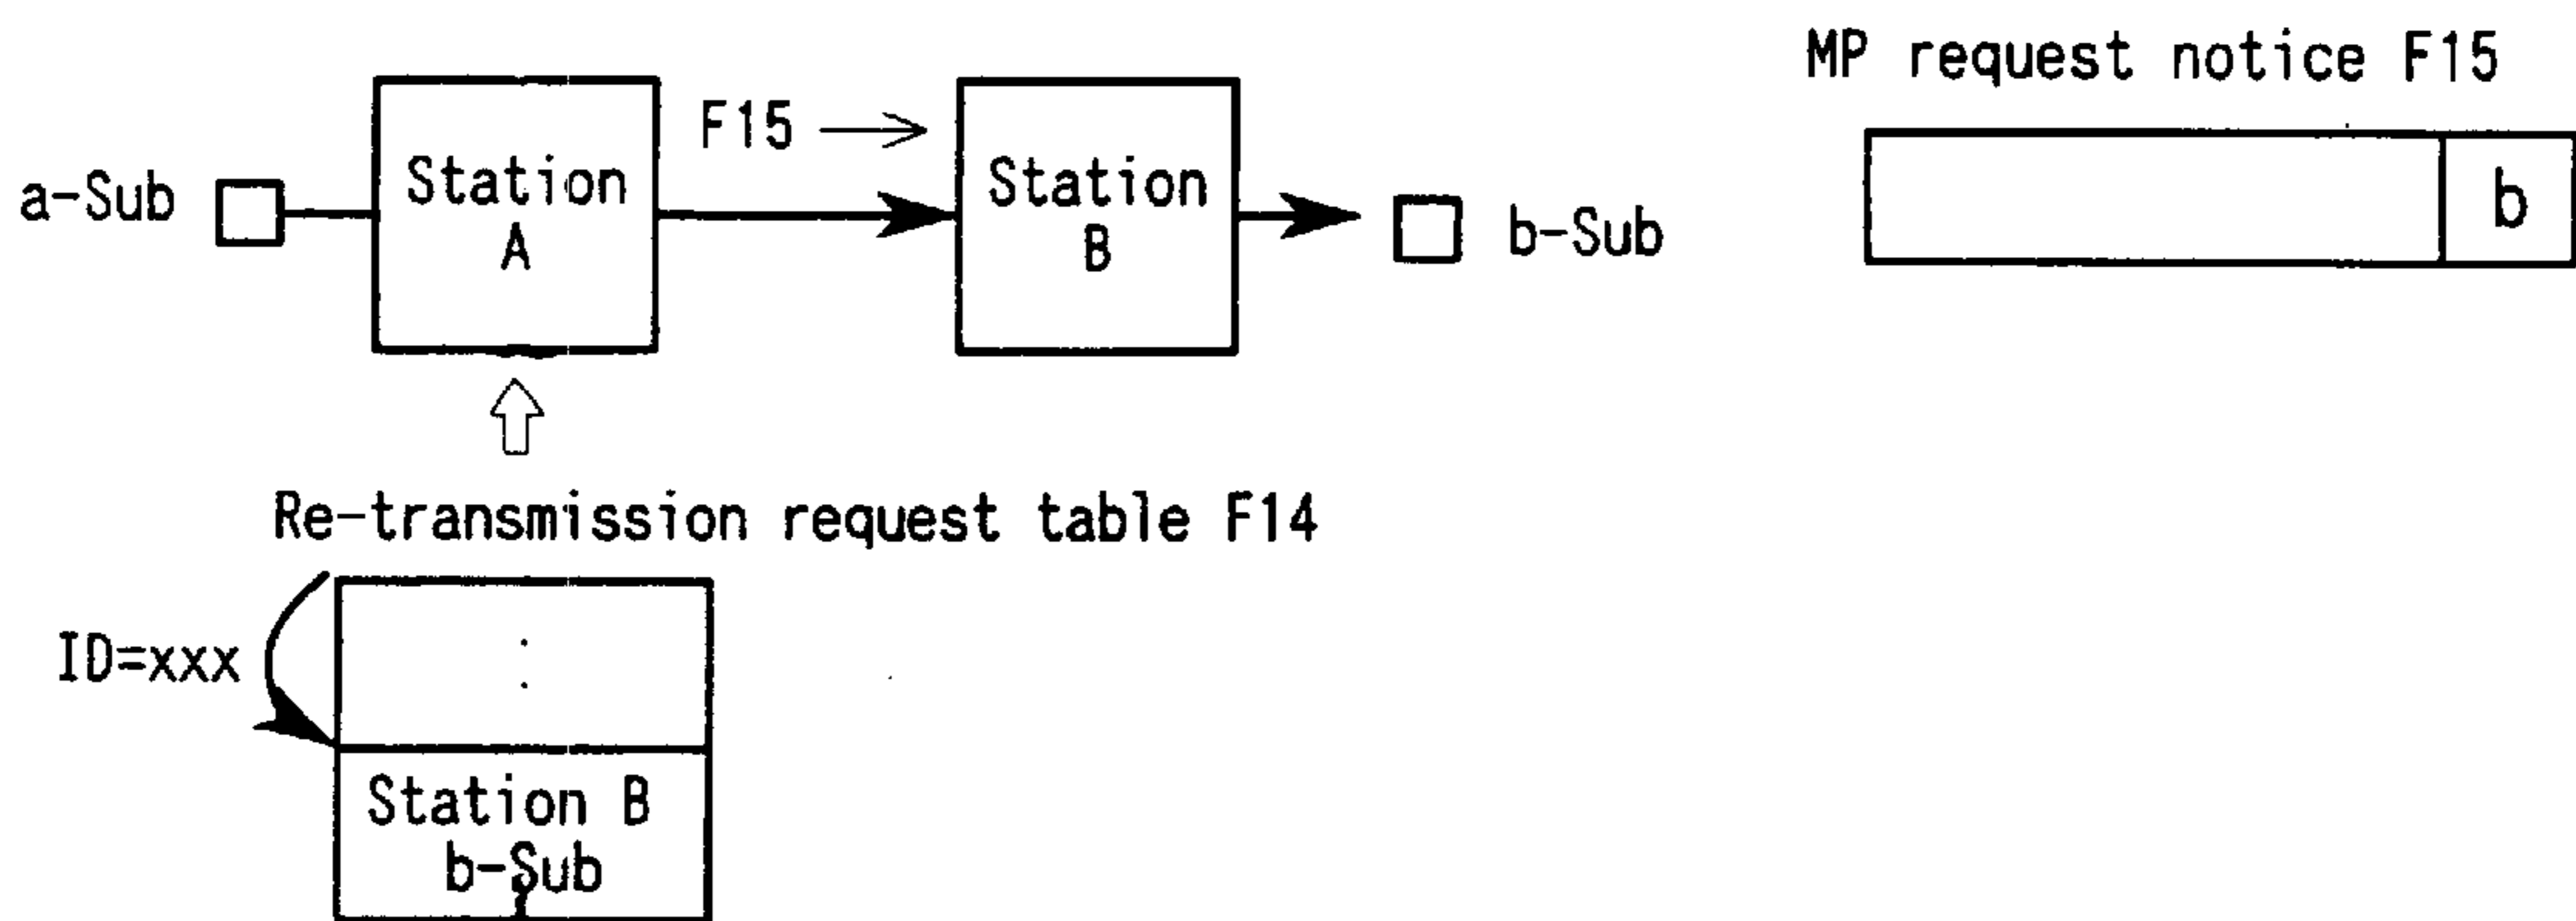 MP request notice F15
F15
a-Sub
Station
A
Station
B
b-Sub
b
Re-transmission request table F14
ID=xxx
Station B
b-Sub